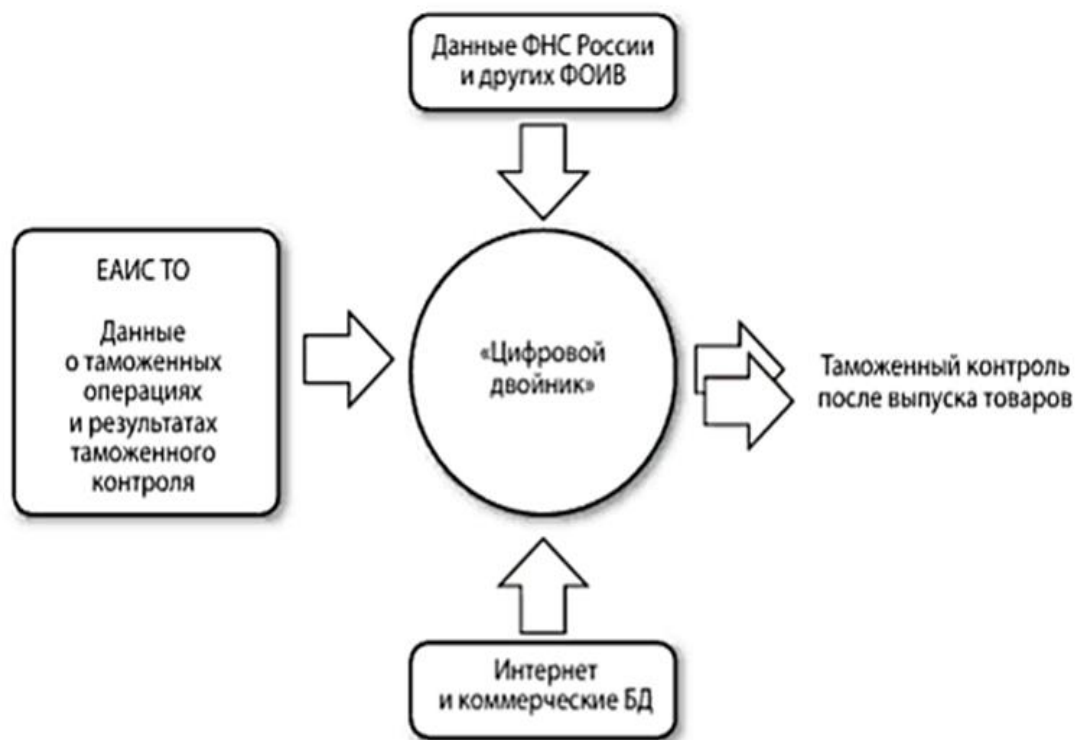 Данные ФНС России
и других ФОИВ
ЕАИС ТО
Данные
о таможенных
операциях
и результатах
таможенного
контроля
«Цифровой
двойник»
Таможенный контроль
после выпуска товаров
Интернет
и коммерческие БД